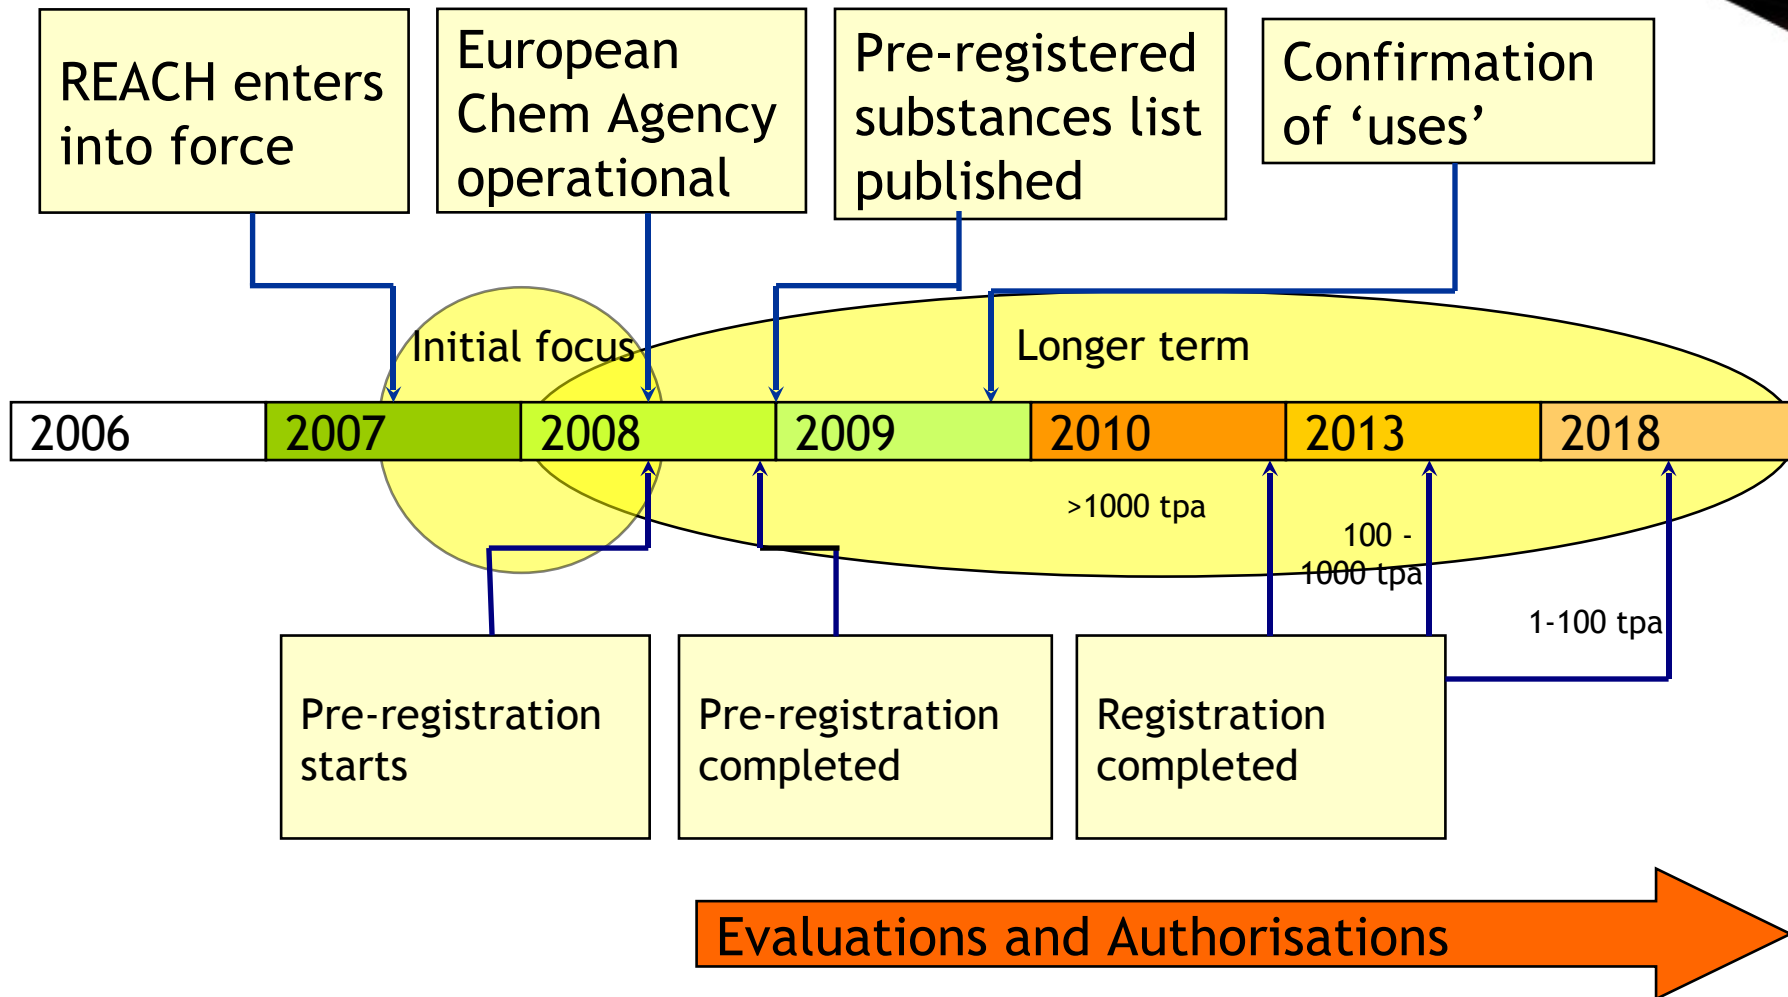 REACH enters
into force
European
Chem Agency
operational
Pre-registered
substances list
published
Confirmation
of ‘uses’
Initial focus
Longer term
2006
2007
2008
2009
2010
2013
2018
>1000 tpa
100 -
1000 tpa
1-100 tpa
Pre-registration
starts
Pre-registration
completed
Registration
completed
Evaluations and Authorisations